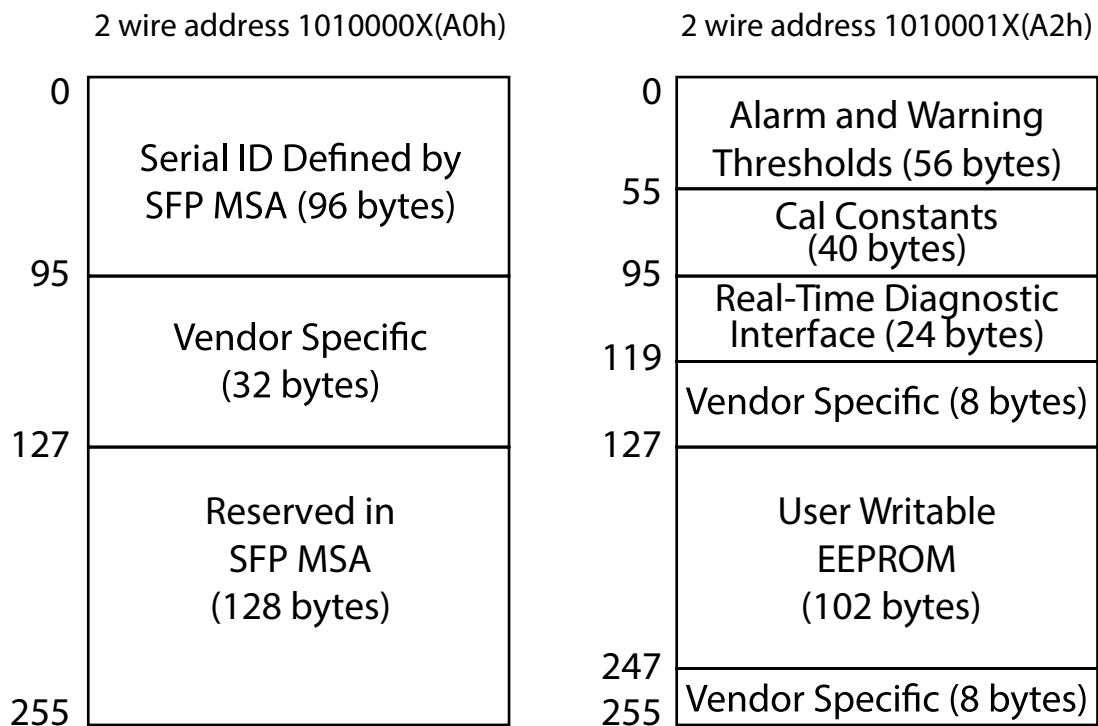 2 wire address 1010000X(A0h)
0
Serial ID Defined by
SFP MSA (96 bytes)
95
Vendor Specific
(32 bytes)
127
Reserved in
SFP MSA
(128 bytes)
255
2 wire address 1010001X(A2h)
0
Alarm and Warning
Thresholds (56 bytes)
55
Cal Constants
(40 bytes)
95
Real-Time Diagnostic
Interface (24 bytes)
119
Vendor Specific (8 bytes)
127
User Writable
EEPROM
(102 bytes)
247
Vendor Specific (8 bytes)
255